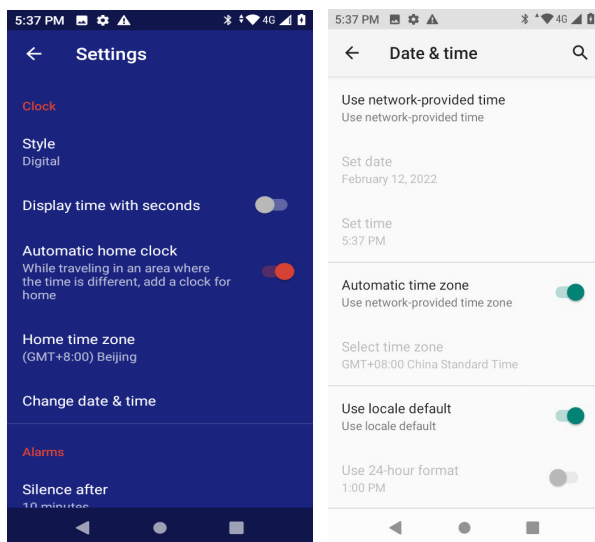 5:37 PM 4G
Settings
Clock
Style
Digital
Display time with seconds
Automatic home clock
While traveling in an area where
the time is different, add a clock for
home
Home time zone
(GMT+8:00) Beijing
Change date & time
Alarms
Silence after
10 minutes
5:37 PM 4G
Date & time
Use network-provided time
Use network-provided time
Set date
February 12, 2022
Set time
5:37 PM
Automatic time zone
Use network-provided time zone
Select time zone
GMT+08:00 China Standard Time
Use locale default
Use locale default
Use 24-hour format
1:00 PM